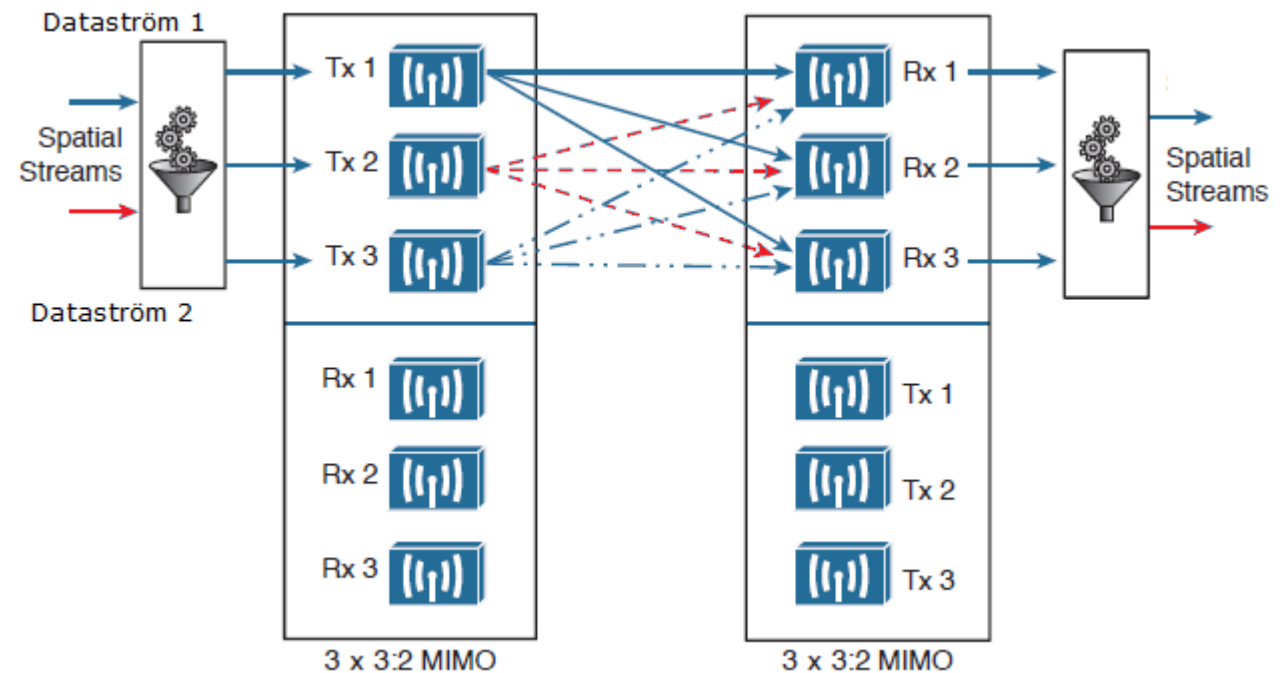 Dataström 1
Spatial
Streams
Dataström 2
Tx 1
Tx 2
Tx 3
Rx 1
Rx 2
Rx 3
3 x 3:2 MIMO
Rx 1
Rx 2
Rx 3
Tx 1
Tx 2
Tx 3
3 x 3:2 MIMO
Spatial
Streams